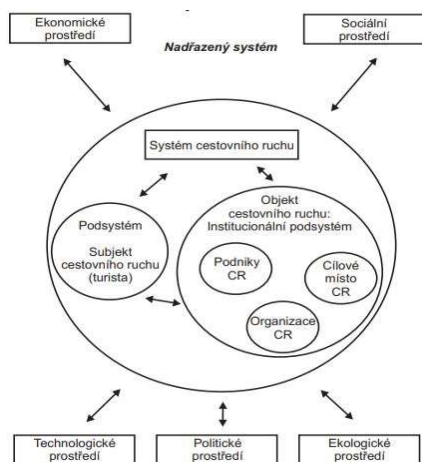 Ekonomické
prostředí
Sociální
prostředí
Nadřazený systém
Systém cestovního ruchu
Podsystém
Subjekt
cestovního ruchu
(turista)
Objekt
cestovního ruchu:
Institucionální podsystém
Podniky
CR
Cílové
místo
CR
Organizace
CR
Technologické
prostředí
Politické
prostředí
Ekologické
prostředí